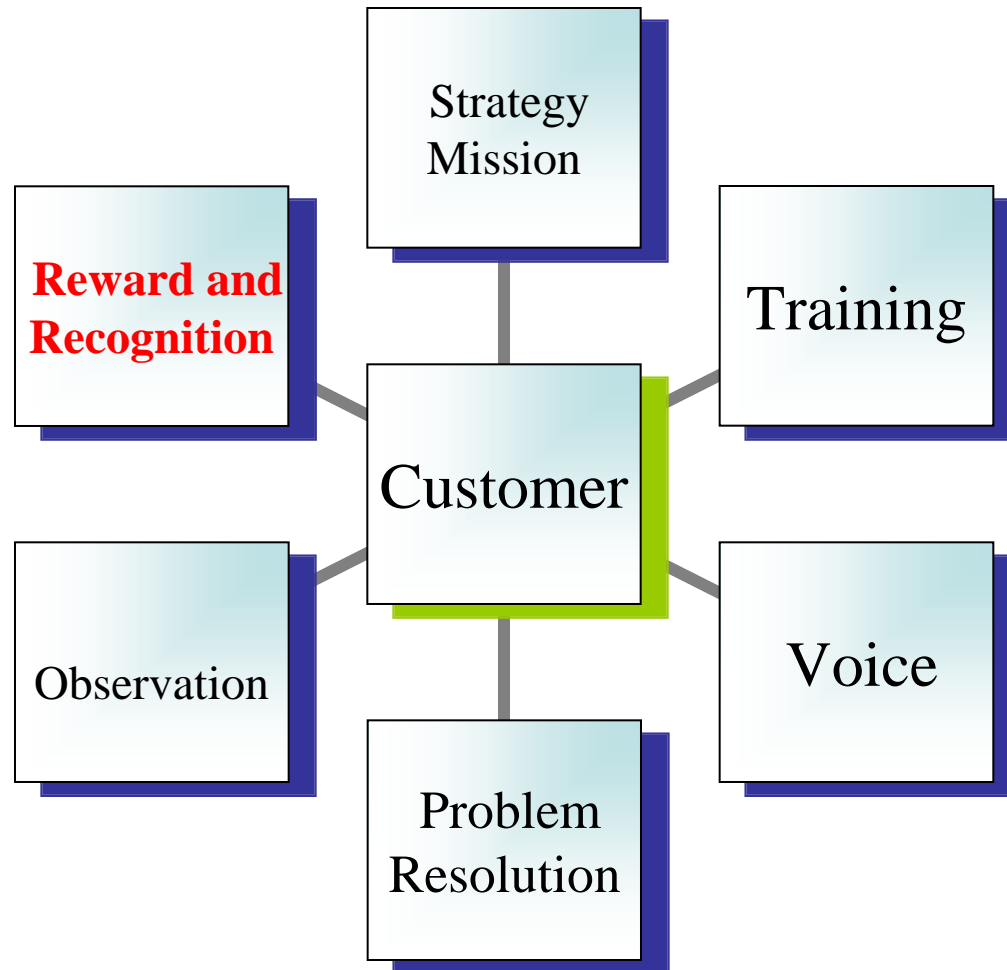 Strategy
Mission
Reward and
Recognition
Training
Customer
Observation
Voice
Problem
Resolution